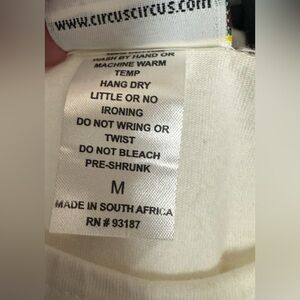 www.circuscircus.com
WASH BY HAND OR
MACHINE WARM
TEMP
HANG DRY
LITTLE OR NO
IRONING
DO NOT WRING OR
TWIST
DO NOT BLEACH
PRE-SHRUNK
M
MADE IN SOUTH AFRICA
RN # 93187